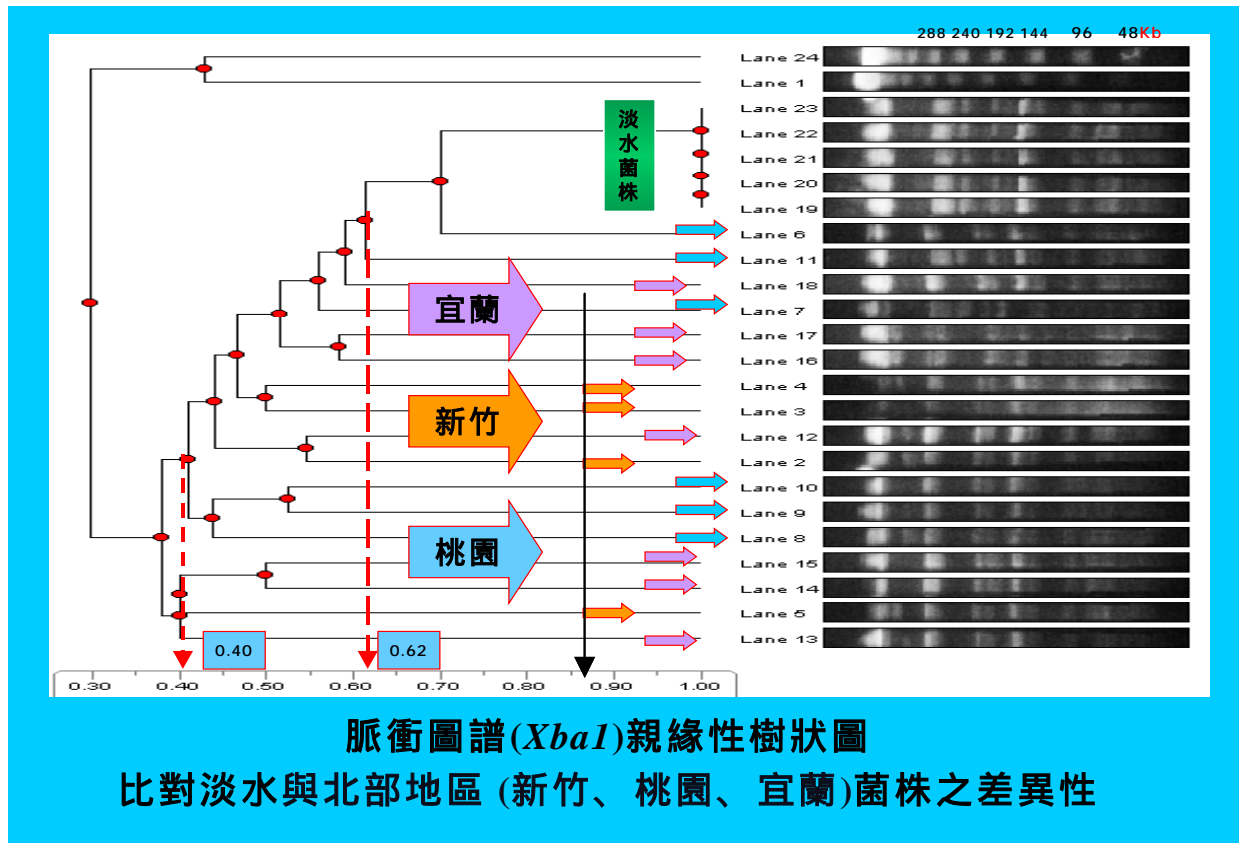 288 240 192 144 96 48Kb
Lane 24
Lane 1
Lane 23
Lane 22
Lane 21
Lane 20
Lane 19
Lane 6
Lane 11
Lane 18
Lane 7
Lane 17
Lane 16
Lane 4
Lane 3
Lane 12
Lane 2
Lane 10
Lane 9
Lane 8
Lane 15
Lane 14
Lane 5
Lane 13
淡水菌株
宜蘭
新竹
桃園
0.40
0.62
0.30 0.40 0.50 0.60 0.70 0.80 0.90 1.00
脈衝圖譜(Xba1)親緣性樹狀圖
比對淡水與北部地區 (新竹、桃園、宜蘭)菌株之差異性